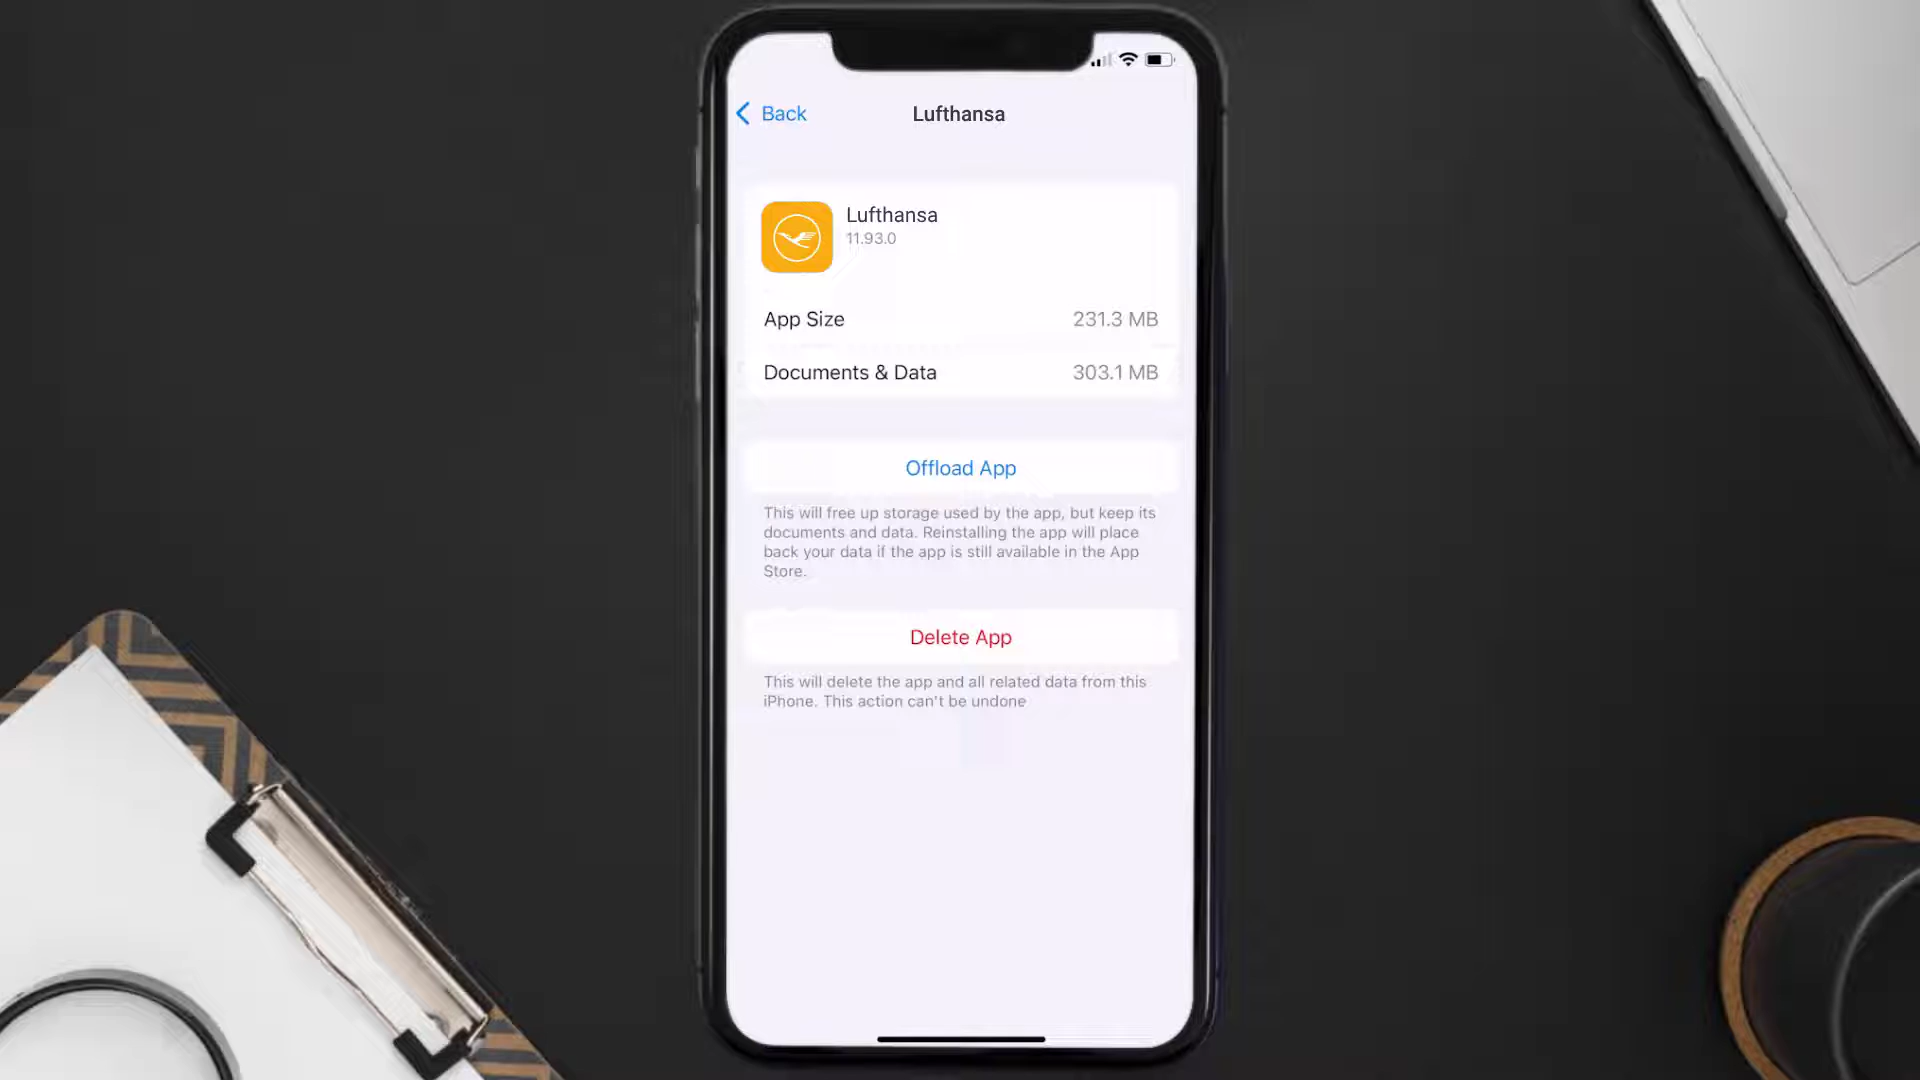 Back
Lufthansa
Lufthansa
11.93.0
App Size 231.3 MB
Documents & Data 303.1 MB
Offload App
This will free up storage used by the app, but keep its
documents and data. Reinstalling the app will place
back your data if the app is still available in the App
Store.
Delete App
This will delete the app and all related data from this
iPhone. This action can't be undone